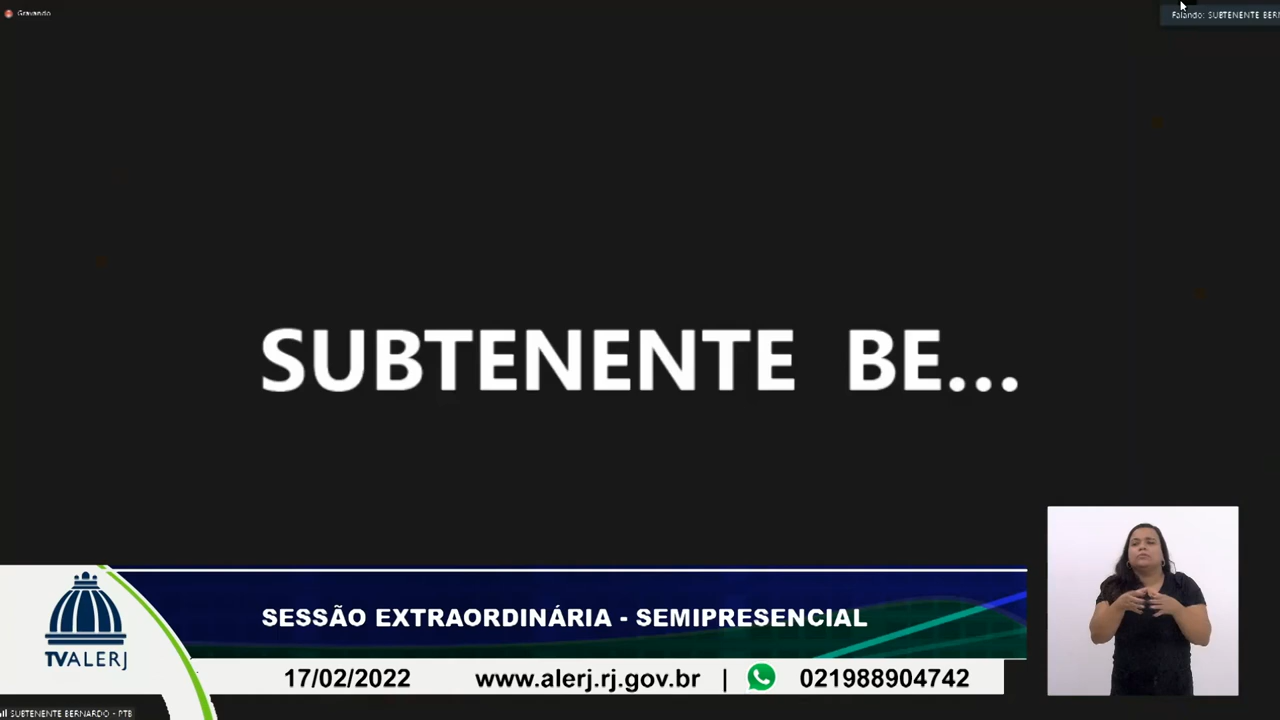 Gravando
Falando: SUBTENENTE BER
SUBTENENTE BE...
SESSÃO EXTRAORDINÁRIA - SEMIPRESENCIAL
TVALERJ
17/02/2022 www.alerj.rj.gov.br | 021988904742
SUBTENENTE BERNARDO - PTB